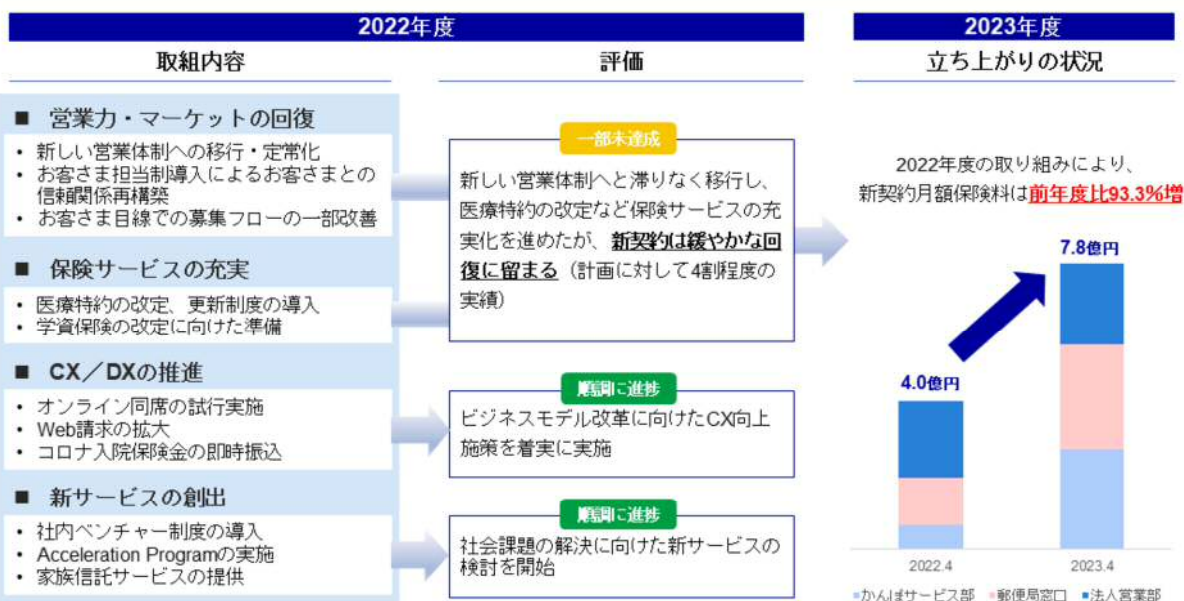 2022年度
取組内容
評価
■ 営業力・マーケットの回復
• 新しい営業体制への移行・定常化
• お客さま担当制導入によるお客さまとの
信頼関係再構築
• お客さま目線での募集フローの一部改善
一部未達成
新しい営業体制へと滞りなく移行し、
医療特約の改定など保険サービスの充
実化を進めたが、新契約は緩やかな回
復に留まる（計画に対して4割程度の
実績）
■ 保険サービスの充実
• 医療特約の改定、更新制度の導入
• 学資保険の改定に向けた準備
■ CX／DXの推進
• オンライン同席の試行実施
• Web請求の拡大
• コロナ入院保険金の即時振込
順調に進捗
ビジネスモデル改革に向けたCX向上
施策を着実に実施
■ 新サービスの創出
• 社内ベンチャー制度の導入
• Acceleration Programの実施
• 家族信託サービスの提供
順調に進捗
社会課題の解決に向けた新サービスの
検討を開始
2023年度
立ち上がりの状況
2022年度の取り組みにより、
新契約月額保険料は前年度比93.3%増
7.8億円
4.0億円
2022.4 2023.4
■かんぽサービス部 ■郵便局窓口 ■法人営業部